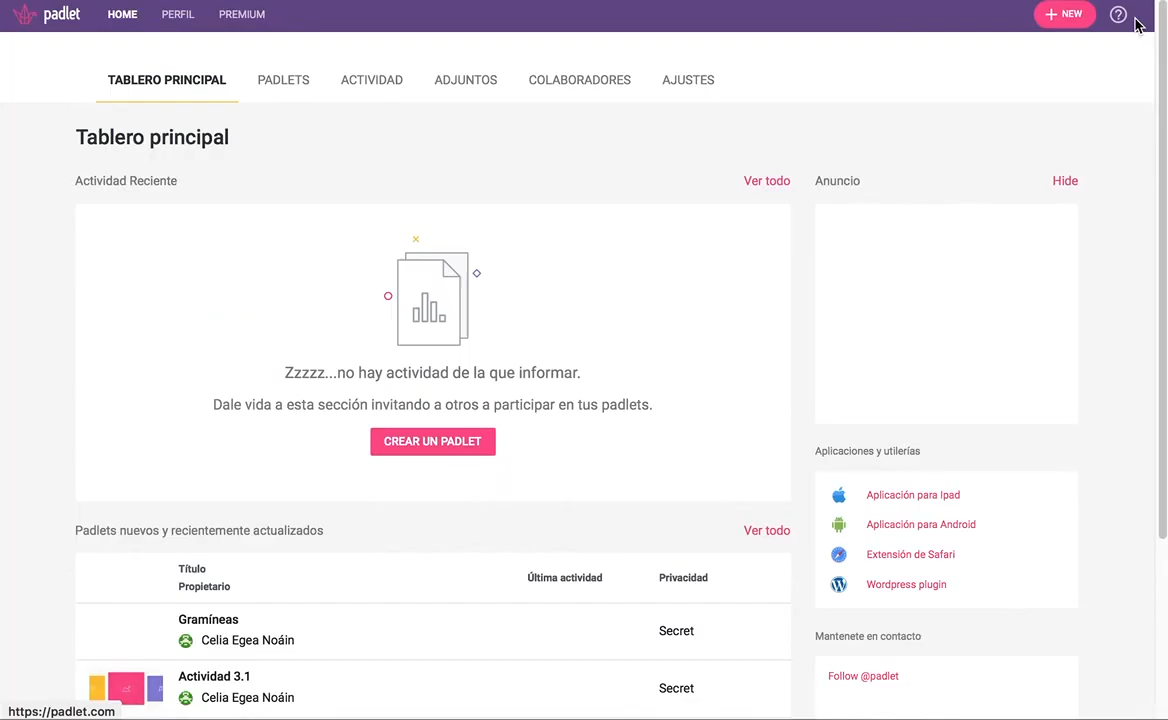 padlet HOME PERFIL PREMIUM + NEW ?
TABLERO PRINCIPAL PADLETS ACTIVIDAD ADJUNTOS COLABORADORES AJUSTES
Tablero principal
Actividad Reciente Ver todo
Zzzzz...no hay actividad de la que informar.
Dale vida a esta sección invitando a otros a participar en tus padlets.
CREAR UN PADLET
Anuncio Hide
Aplicaciones y utilerías
Aplicación para Ipad
Aplicación para Android
Extensión de Safari
Wordpress plugin
Mantenete en contacto
Follow @padlet
Padlets nuevos y recientemente actualizados Ver todo
Título
Propietario
Última actividad
Privacidad
Gramíneas
Celia Egea Noáin
Secret
Actividad 3.1
Celia Egea Noáin
Secret
https://padlet.com